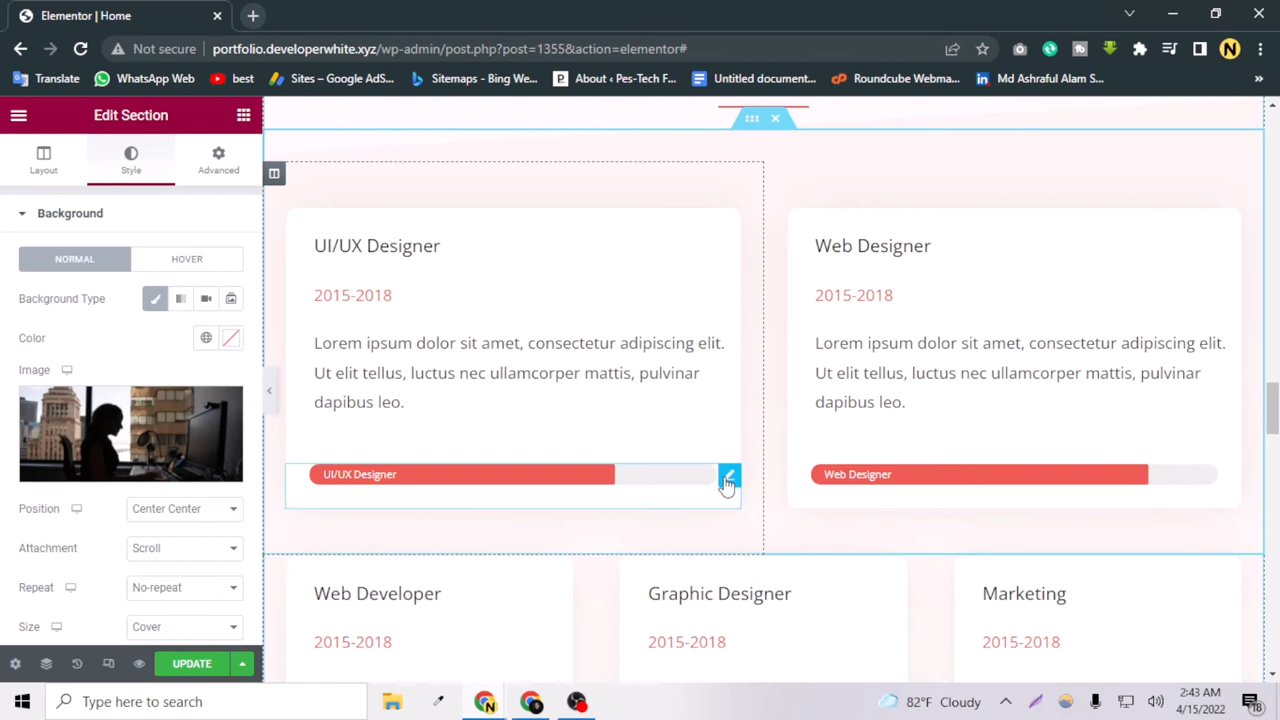 Elementor | Home
Not secure
portfolio.developerwhite.xyz/wp-admin/post.php?post=1355&action=elementor#
N
Translate
WhatsApp Web
best
Sites – Google AdS...
Sitemaps - Bing We...
About ‹ Pes-Tech F...
Untitled document...
Roundcube Webma...
Md Ashraful Alam S...
»
Edit Section
Layout
Style
Advanced
Background
NORMAL
HOVER
Background Type
Color
Image
Position
Center Center
Attachment
Scroll
Repeat
No-repeat
Size
Cover
UPDATE
UI/UX Designer
2015-2018
Lorem ipsum dolor sit amet, consectetur adipiscing elit.
Ut elit tellus, luctus nec ullamcorper mattis, pulvinar
dapibus leo.
UI/UX Designer
Web Designer
2015-2018
Lorem ipsum dolor sit amet, consectetur adipiscing elit.
Ut elit tellus, luctus nec ullamcorper mattis, pulvinar
dapibus leo.
Web Designer
Web Developer
2015-2018
Graphic Designer
2015-2018
Marketing
2015-2018
Type here to search
82°F Cloudy
2:43 AM
4/15/2022
18